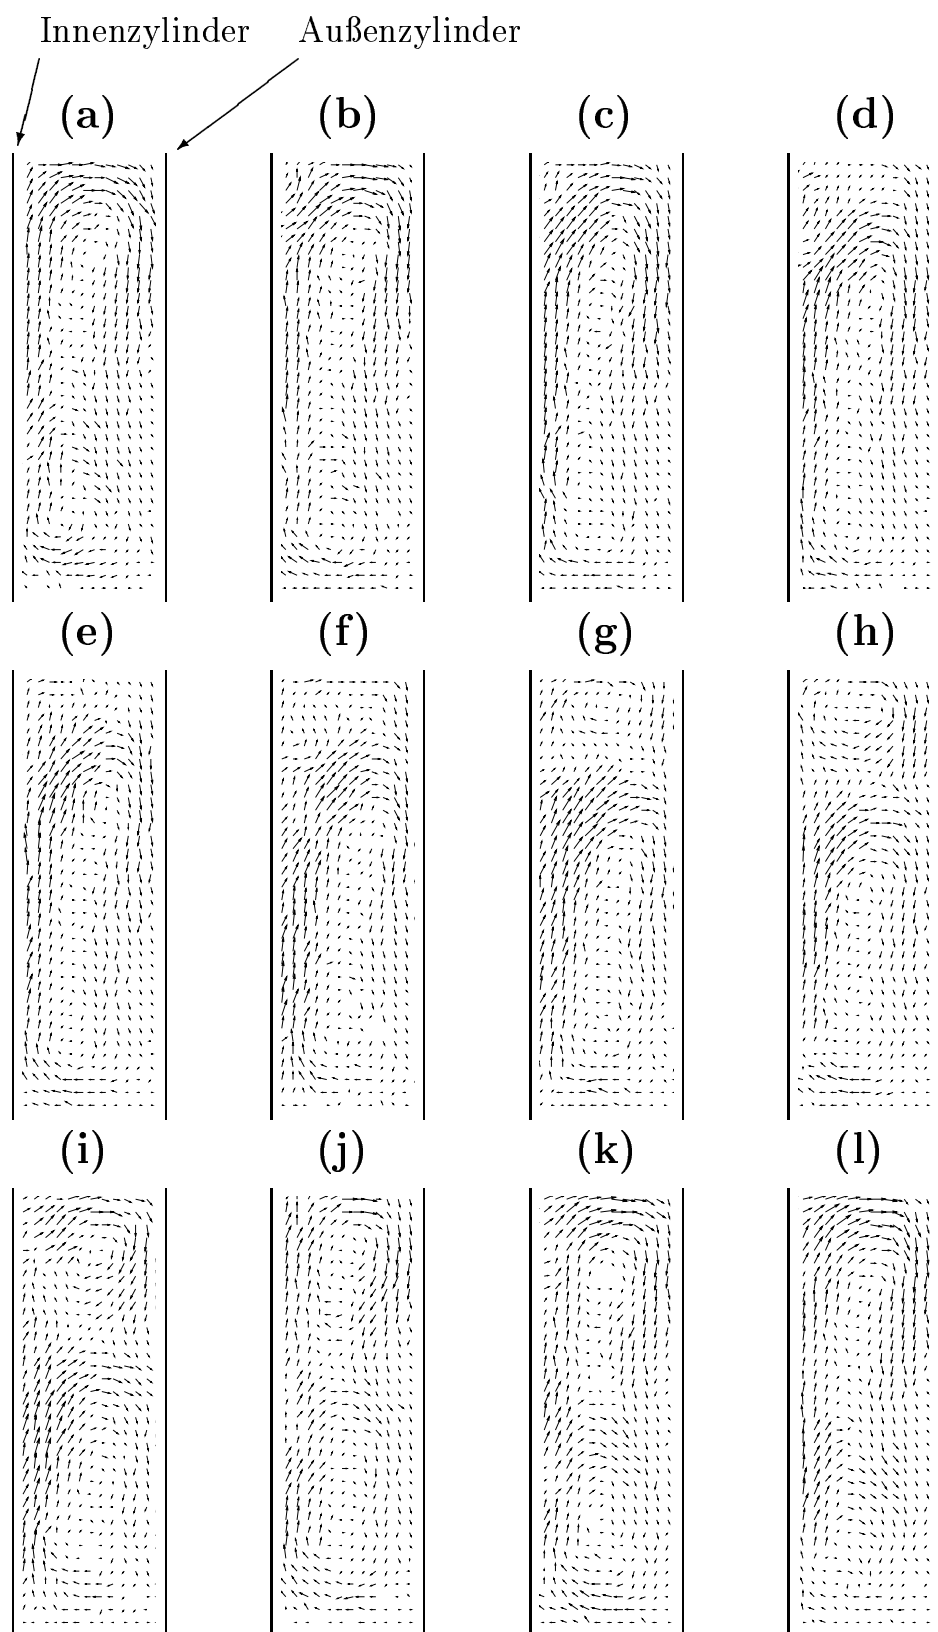 Innenzylinder Außenzylinder
(a) (b) (c) (d)
(e) (f) (g) (h)
(i) (j) (k) (l)